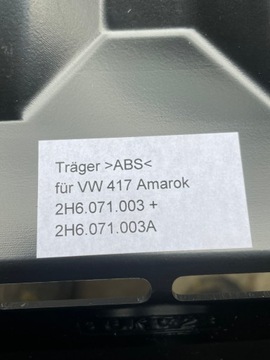 Träger >ABS<
für VW 417 Amarok
2H6.071.003 +
2H6.071.003A